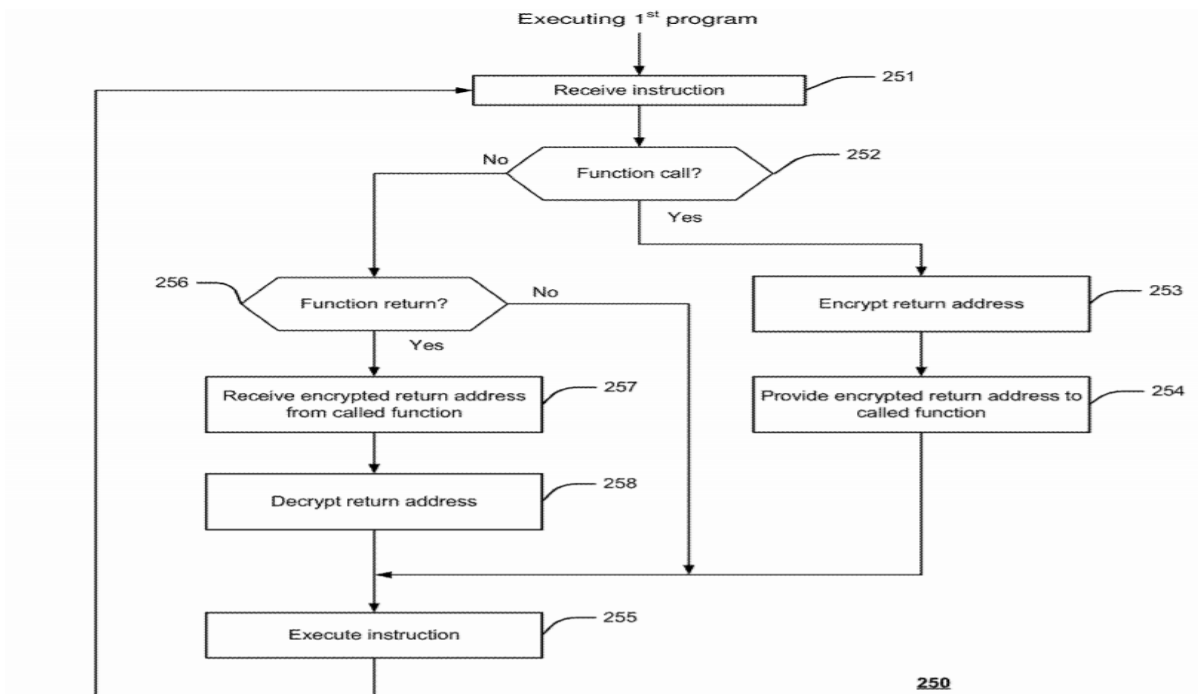 Executing 1st program
Receive instruction
251
Function call?
252
No
Yes
Function return?
256
No
Yes
Encrypt return address
253
Receive encrypted return address
from called function
257
Provide encrypted return address to
called function
254
Decrypt return address
258
Execute instruction
255
250